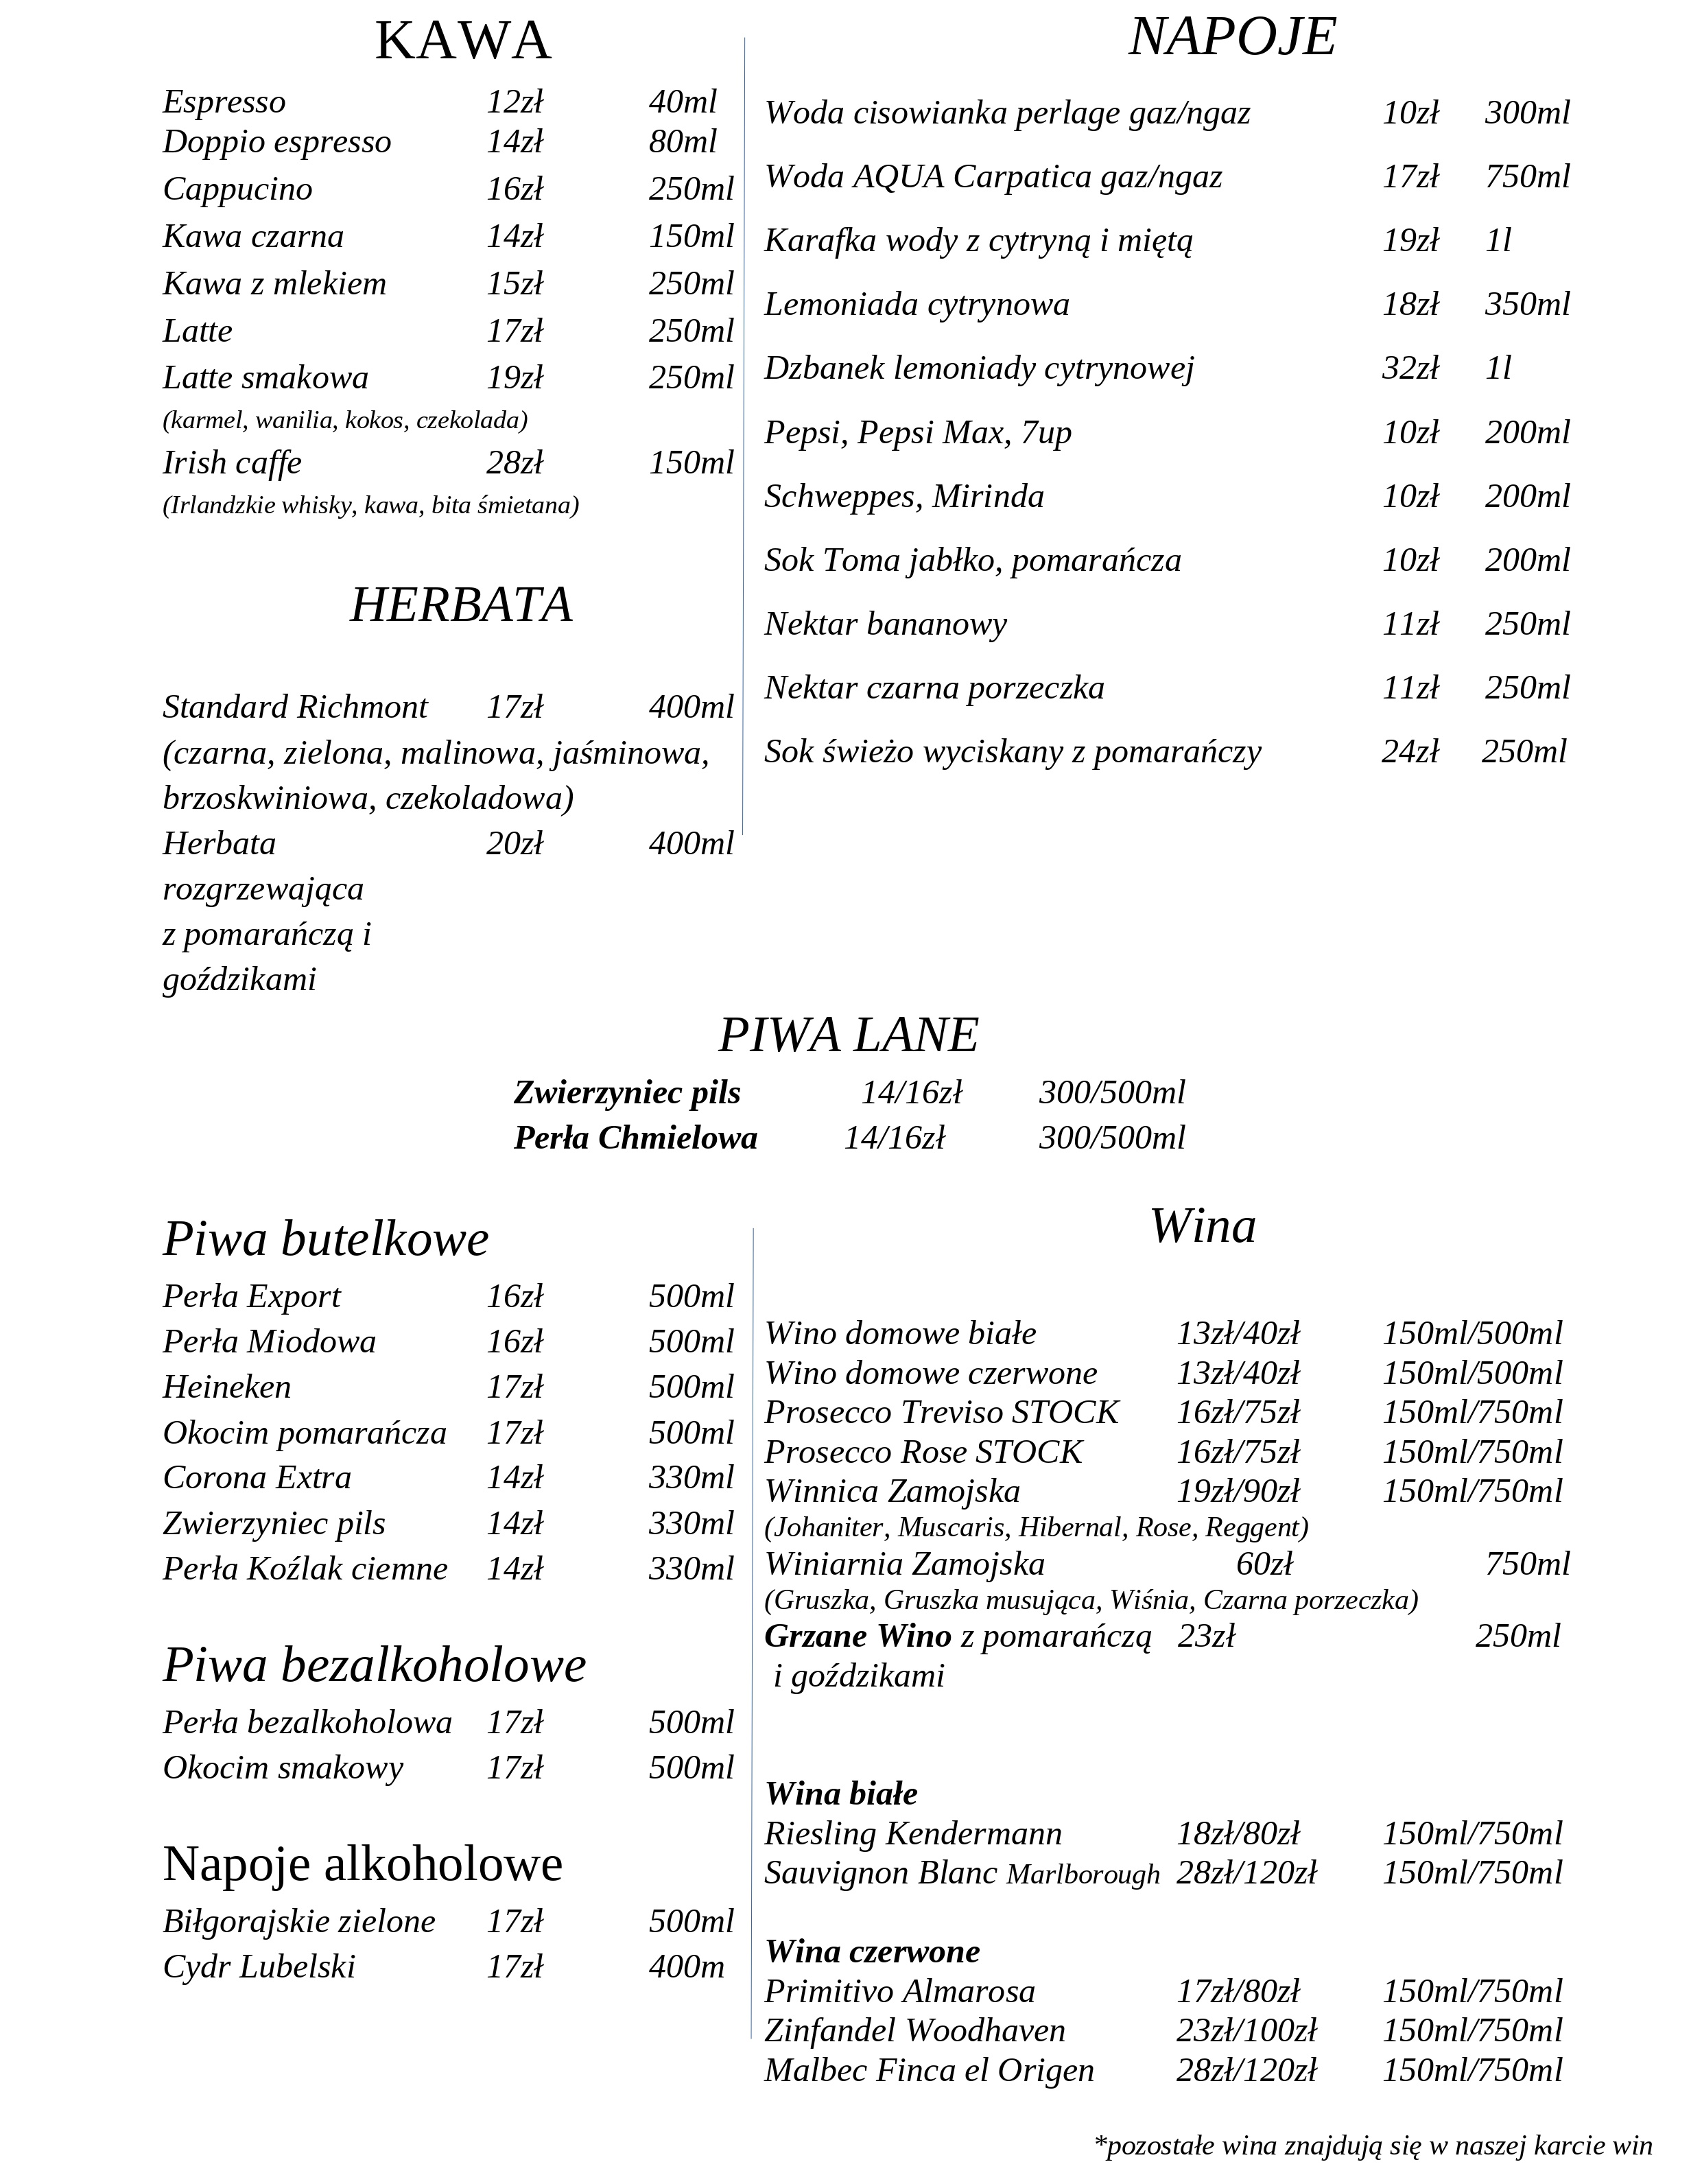 KAWA
Espresso 12zł 40ml
Doppio espresso 14zł 80ml
Cappucino 16zł 250ml
Kawa czarna 14zł 150ml
Kawa z mlekiem 15zł 250ml
Latte 17zł 250ml
Latte smakowa 19zł 250ml
(karmel, wanilia, kokos, czekolada)
Irish caffe 28zł 150ml
(Irlandzkie whisky, kawa, bita śmietana)
HERBATA
Standard Richmont 17zł 400ml
(czarna, zielona, malinowa, jaśminowa,
brzoskwiniowa, czekoladowa)
Herbata 20zł 400ml
rozgrzewająca
z pomarańczą i
goździkami
NAPOJE
Woda cisowianka perlage gaz/ngaz 10zł 300ml
Woda AQUA Carpatica gaz/ngaz 17zł 750ml
Karafka wody z cytryną i miętą 19zł 1l
Lemoniada cytrynowa 18zł 350ml
Dzbanek lemoniady cytrynowej 32zł 1l
Pepsi, Pepsi Max, 7up 10zł 200ml
Schweppes, Mirinda 10zł 200ml
Sok Toma jabłko, pomarańcza 10zł 200ml
Nektar bananowy 11zł 250ml
Nektar czarna porzeczka 11zł 250ml
Sok świeżo wyciskany z pomarańczy 24zł 250ml
PIWA LANE
Zwierzyniec pils 14/16zł 300/500ml
Perła Chmielowa 14/16zł 300/500ml
Piwa butelkowe
Perła Export 16zł 500ml
Perła Miodowa 16zł 500ml
Heineken 17zł 500ml
Okocim pomarańcza 17zł 500ml
Corona Extra 14zł 330ml
Zwierzyniec pils 14zł 330ml
Perła Koźlak ciemne 14zł 330ml
Piwa bezalkoholowe
Perła bezalkoholowa 17zł 500ml
Okocim smakowy 17zł 500ml
Napoje alkoholowe
Biłgorajskie zielone 17zł 500ml
Cydr Lubelski 17zł 400m
Wina
Wino domowe białe 13zł/40zł 150ml/500ml
Wino domowe czerwone 13zł/40zł 150ml/500ml
Prosecco Treviso STOCK 16zł/75zł 150ml/750ml
Prosecco Rose STOCK 16zł/75zł 150ml/750ml
Winnica Zamojska 19zł/90zł 150ml/750ml
(Johaniter, Muscaris, Hibernal, Rose, Reggent)
Winiarnia Zamojska 60zł 750ml
(Gruszka, Gruszka musująca, Wiśnia, Czarna porzeczka)
Grzane Wino z pomarańczą 23zł 250ml
i goździkami
Wina białe
Riesling Kendermann 18zł/80zł 150ml/750ml
Sauvignon Blanc Marlborough 28zł/120zł 150ml/750ml
Wina czerwone
Primitivo Almarosa 17zł/80zł 150ml/750ml
Zinfandel Woodhaven 23zł/100zł 150ml/750ml
Malbec Finca el Origen 28zł/120zł 150ml/750ml
*pozostałe wina znajdują się w naszej karcie win